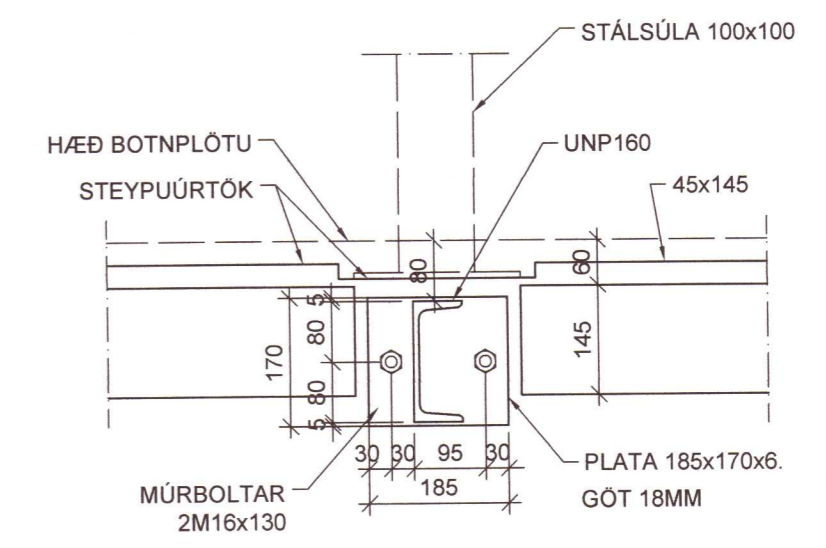 STÁLSÚLA 100x100
HÆÐ BOTNPLÖTU
UNP160
STEYPUÚRTÖK
45x145
80
60
5
80
170
145
80
5
30 30 95 30
PLATA 185x170x6.
185
MÚRBOLTAR
GÖT 18MM
2M16x130